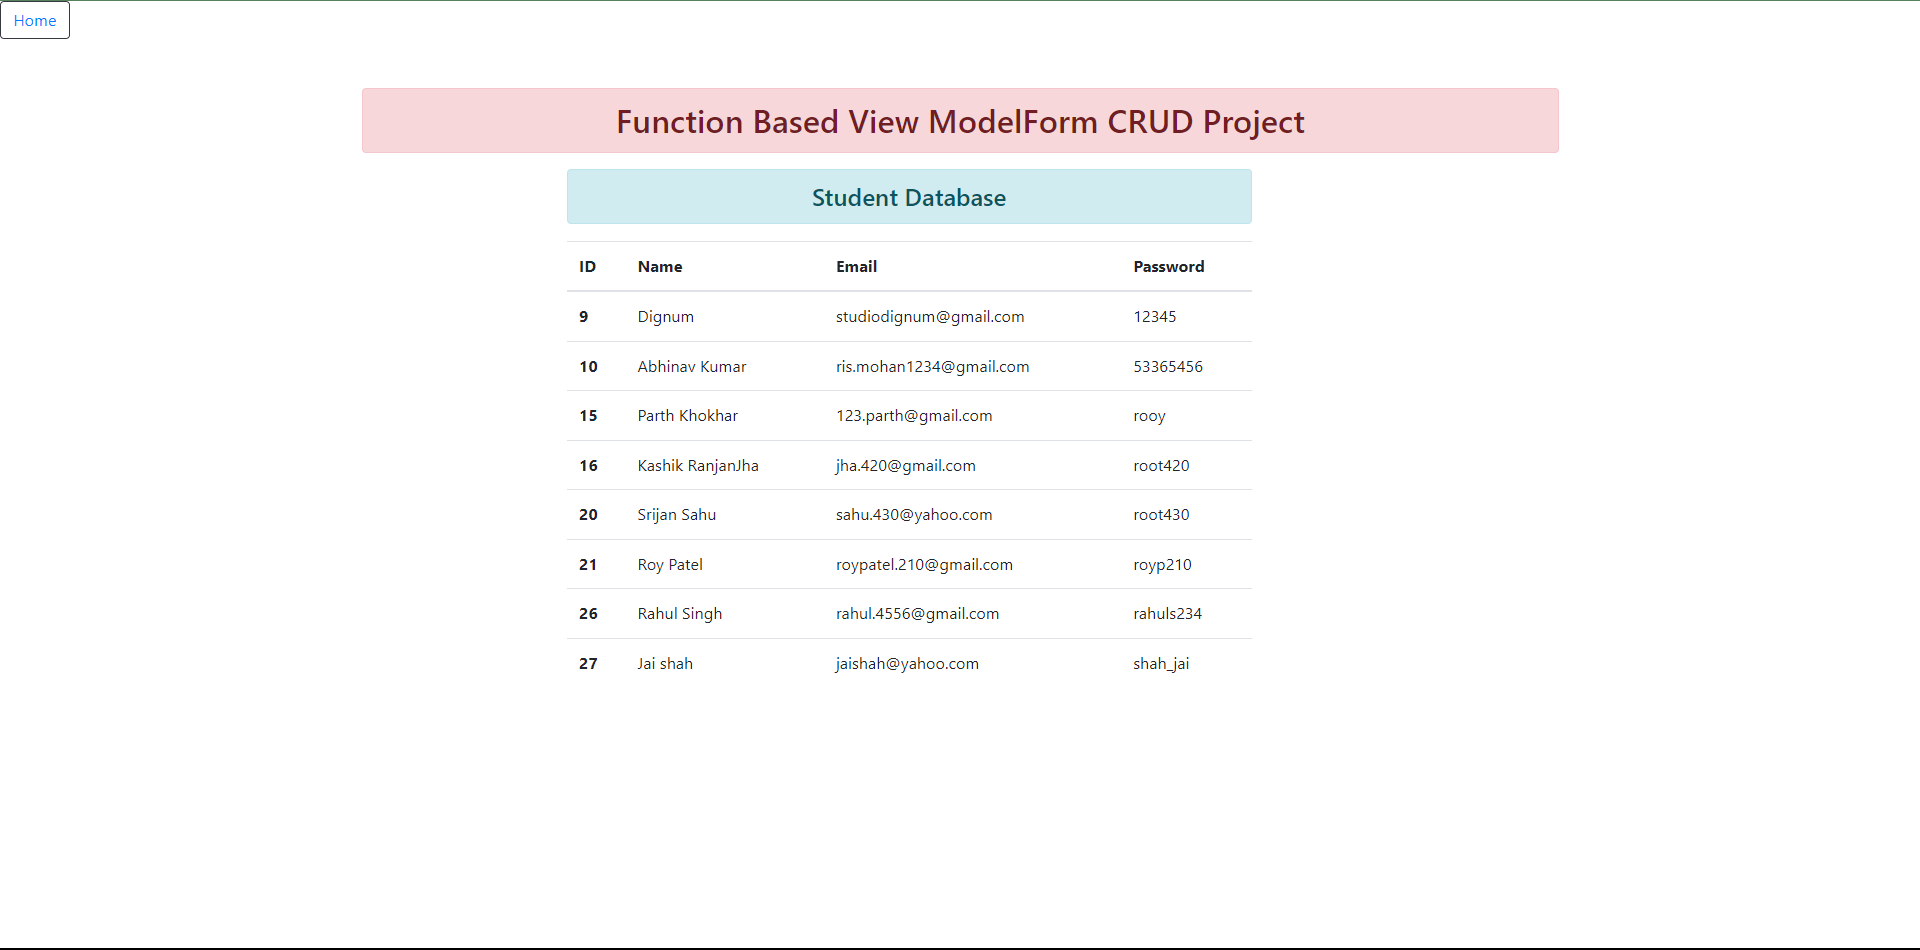 Home
Function Based View ModelForm CRUD Project
Student Database
ID Name Email Password
9 Dignum studiodignum@gmail.com 12345
10 Abhinav Kumar ris.mohan1234@gmail.com 53365456
15 Parth Khokhar 123.parth@gmail.com rooy
16 Kashik RanjanJha jha.420@gmail.com root420
20 Srijan Sahu sahu.430@yahoo.com root430
21 Roy Patel roypatel.210@gmail.com royp210
26 Rahul Singh rahul.4556@gmail.com rahuls234
27 Jai shah jaishah@yahoo.com shah_jai